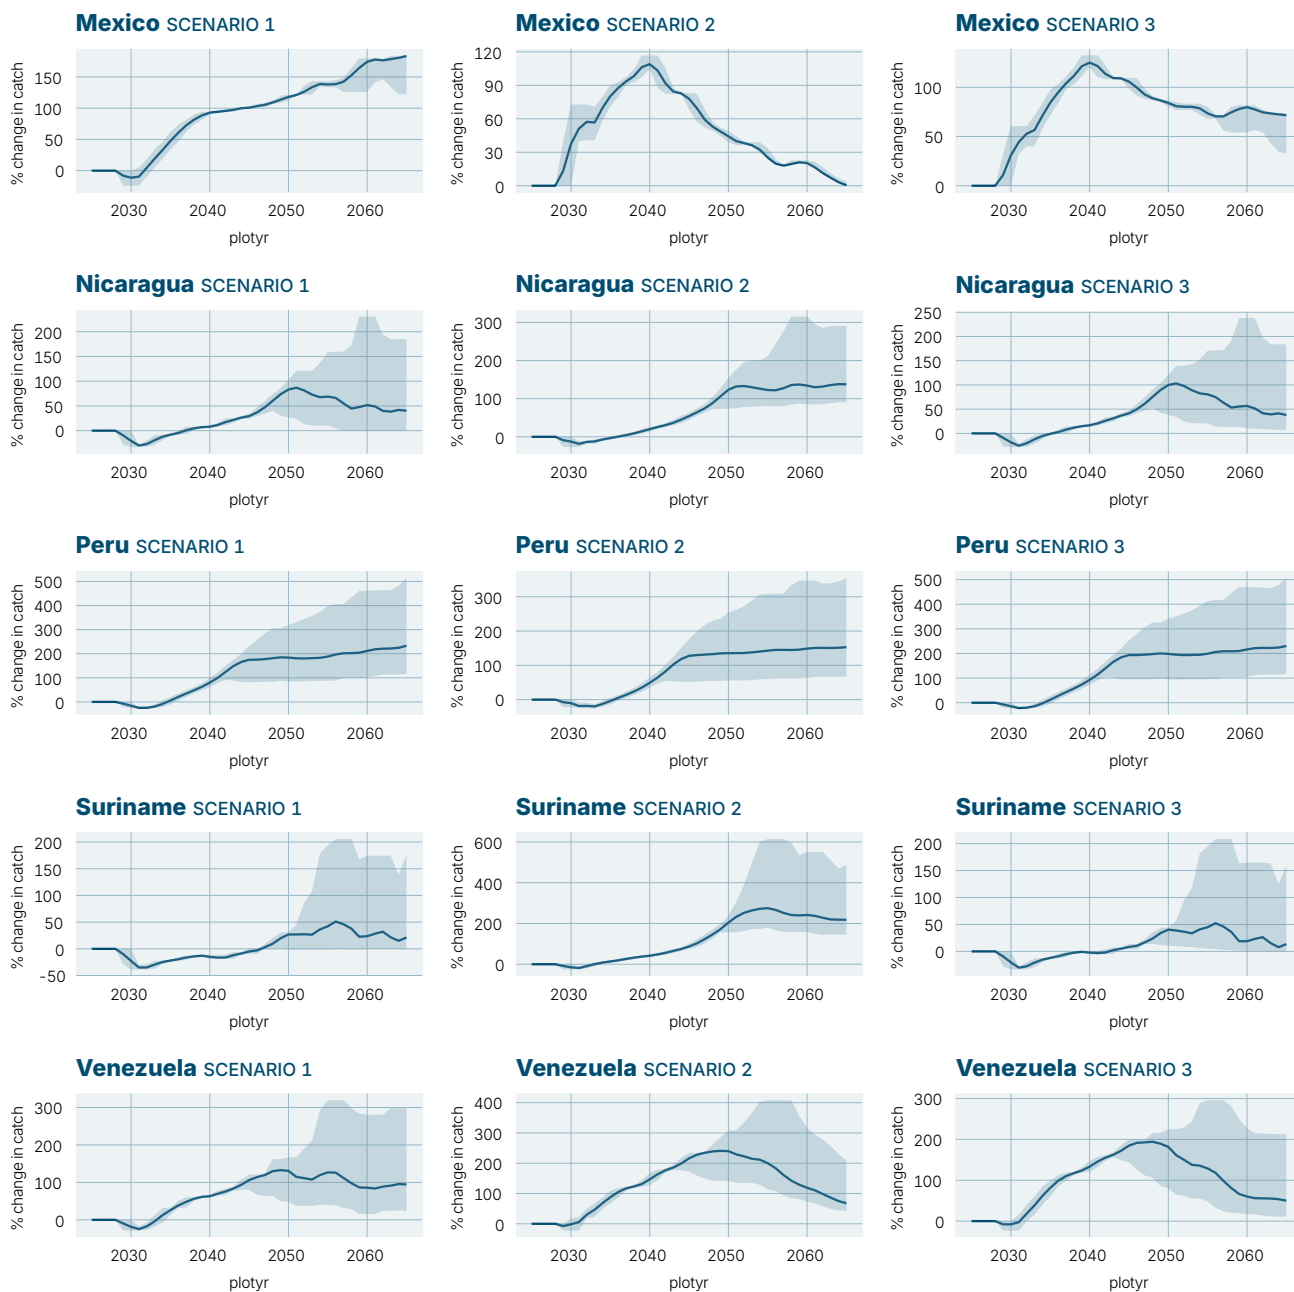 Mexico SCENARIO 1
% change in catch
150
100
50
0
2030 2040 2050 2060
plotyr
Mexico SCENARIO 2
% change in catch
120
90
60
30
0
2030 2040 2050 2060
plotyr
Mexico SCENARIO 3
% change in catch
100
50
0
2030 2040 2050 2060
plotyr
Nicaragua SCENARIO 1
% change in catch
200
150
100
50
0
2030 2040 2050 2060
plotyr
Nicaragua SCENARIO 2
% change in catch
300
200
100
0
2030 2040 2050 2060
plotyr
Nicaragua SCENARIO 3
% change in catch
250
200
150
100
50
0
2030 2040 2050 2060
plotyr
Peru SCENARIO 1
% change in catch
500
400
300
200
100
0
2030 2040 2050 2060
plotyr
Peru SCENARIO 2
% change in catch
300
200
100
0
2030 2040 2050 2060
plotyr
Peru SCENARIO 3
% change in catch
500
400
300
200
100
0
2030 2040 2050 2060
plotyr
Suriname SCENARIO 1
% change in catch
200
150
100
50
0
-50
2030 2040 2050 2060
plotyr
Suriname SCENARIO 2
% change in catch
600
400
200
0
2030 2040 2050 2060
plotyr
Suriname SCENARIO 3
% change in catch
200
150
100
50
0
2030 2040 2050 2060
plotyr
Venezuela SCENARIO 1
% change in catch
300
200
100
0
2030 2040 2050 2060
plotyr
Venezuela SCENARIO 2
% change in catch
400
300
200
100
0
2030 2040 2050 2060
plotyr
Venezuela SCENARIO 3
% change in catch
300
200
100
0
2030 2040 2050 2060
plotyr